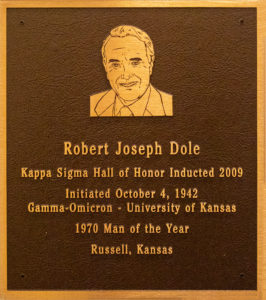 Robert Joseph Dole
Kappa Sigma Hall of Honor Inducted 2009
Initiated October 4, 1942
Gamma-Omicron - University of Kansas
1970 Man of the Year
Russell, Kansas